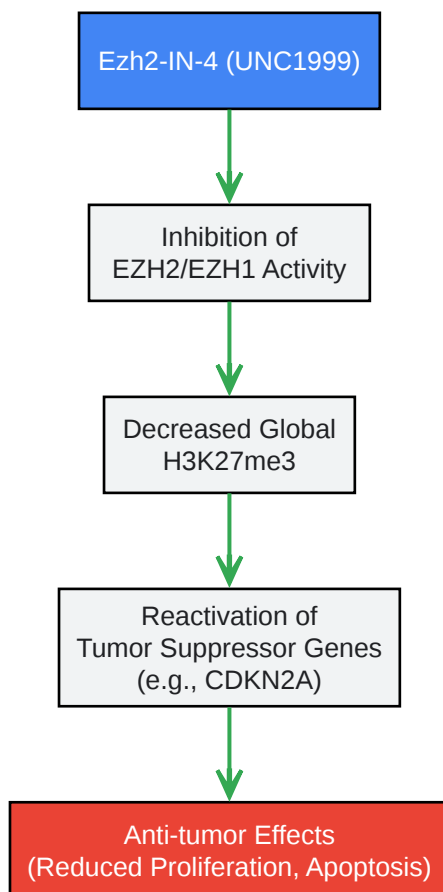 Ezh2-IN-4 (UNC1999)
Inhibition of
EZH2/EZH1 Activity
Decreased Global
H3K27me3
Reactivation of
Tumor Suppressor Genes
(e.g., CDKN2A)
Anti-tumor Effects
(Reduced Proliferation, Apoptosis)